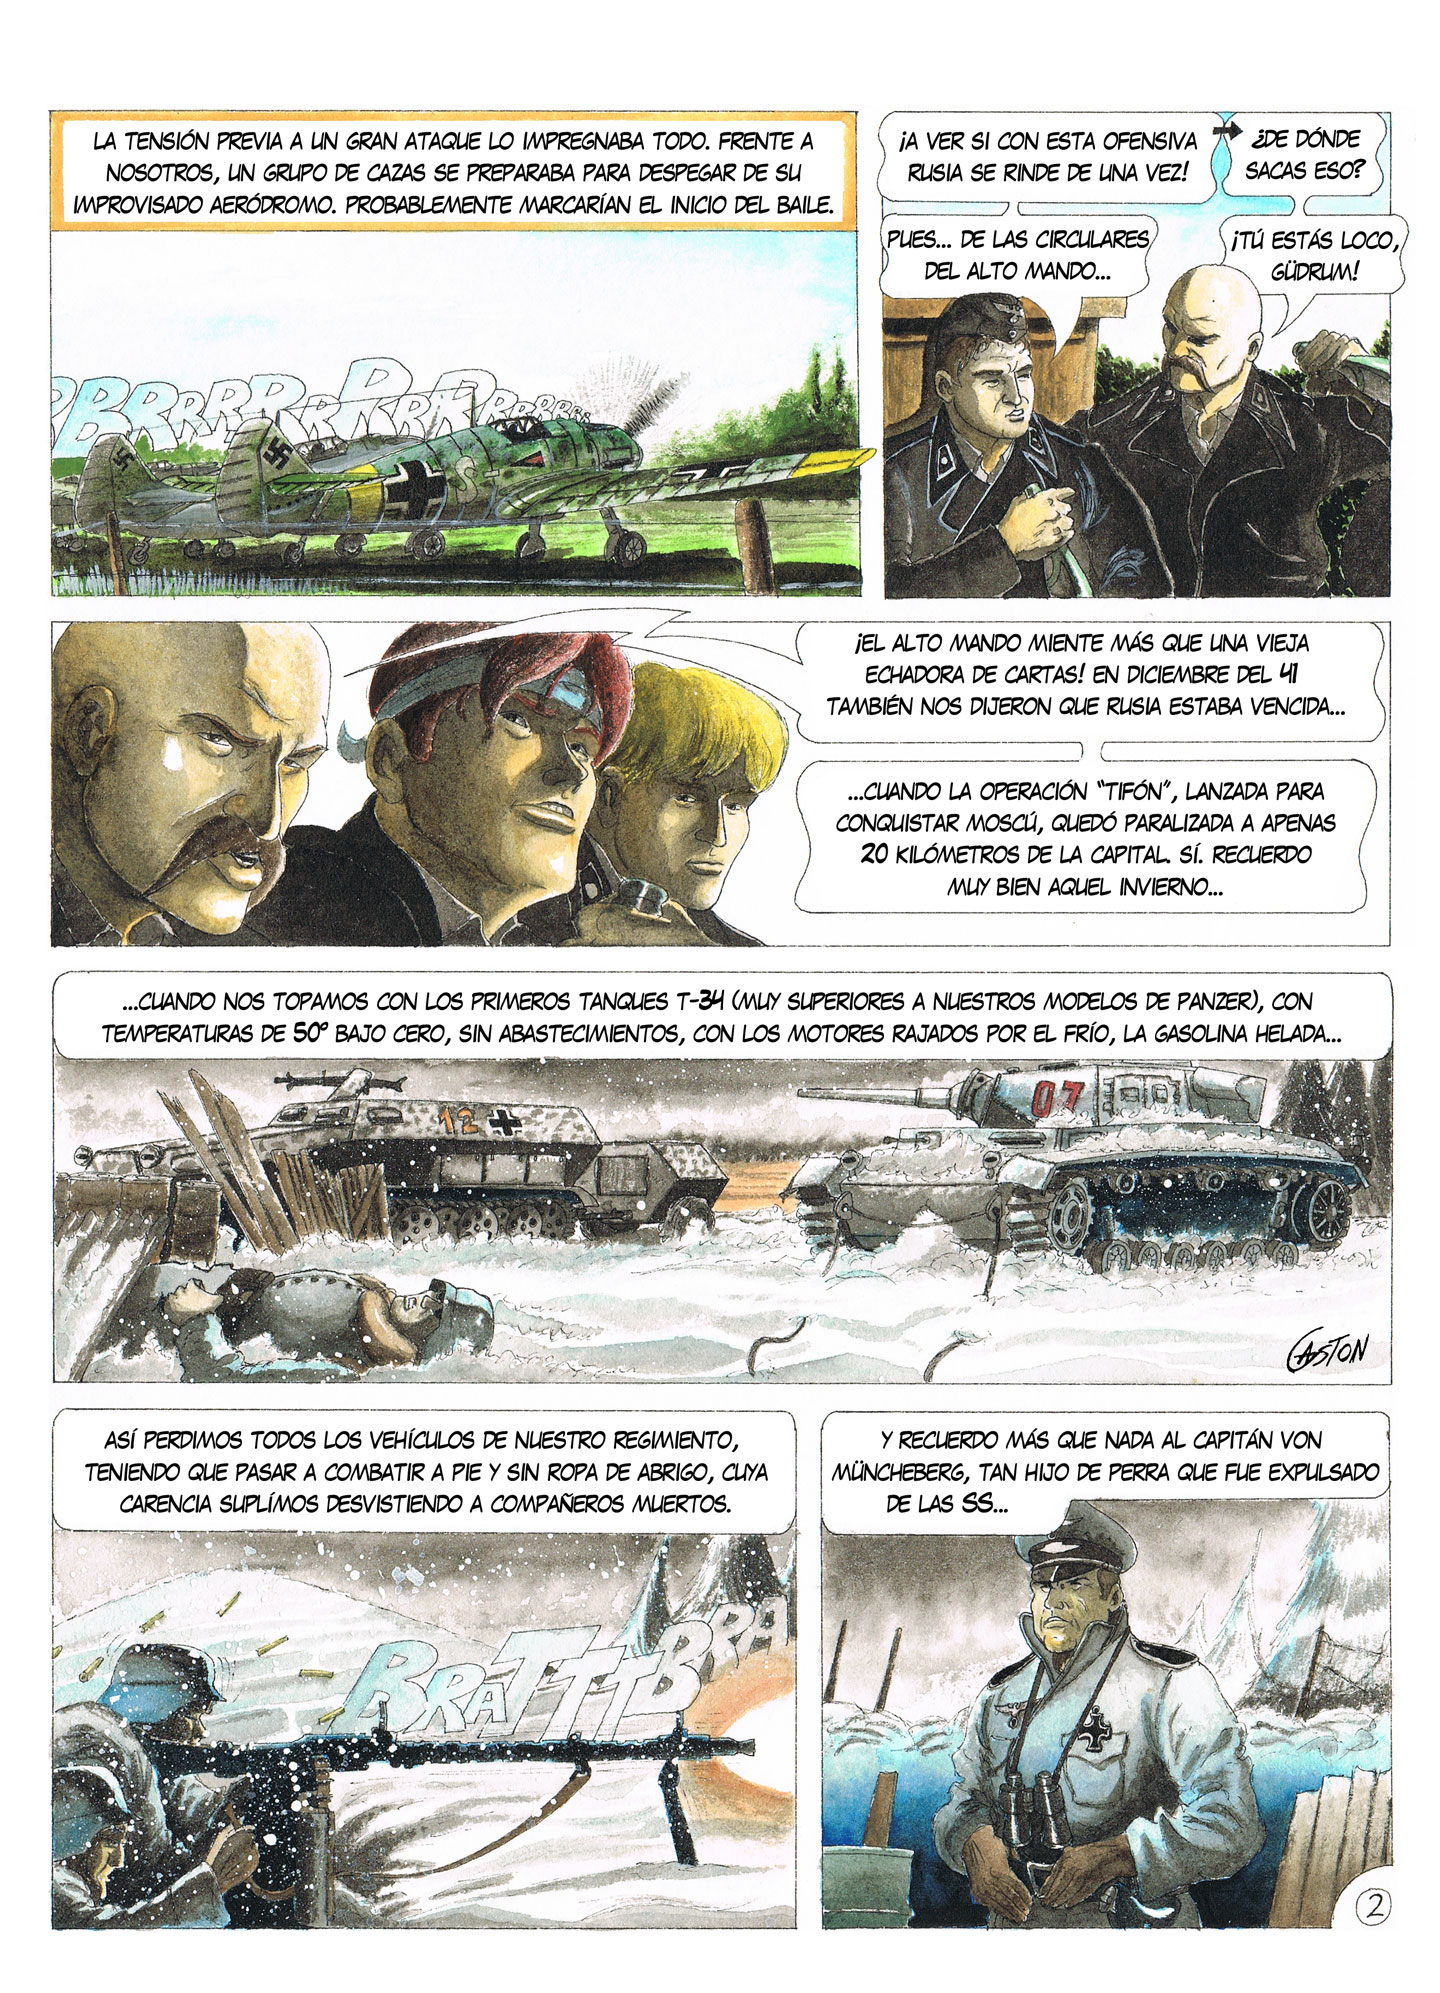 LA TENSIÓN PREVIA A UN GRAN ATAQUE LO IMPREGNABA TODO. FRENTE A
NOSOTROS, UN GRUPO DE CAZAS SE PREPARABA PARA DESPEGAR DE SU
IMPROVISADO AERÓDROMO. PROBABLEMENTE MARCARÍAN EL INICIO DEL BAILE.
RBRRRRRRRRRRRRRRR
S
¡A VER SI CON ESTA OFENSIVA
RUSIA SE RINDE DE UNA VEZ!
¿DE DÓNDE
SACAS ESO?
PUES... DE LAS CIRCULARES
DEL ALTO MANDO...
¡TÚ ESTÁS LOCO,
GÜDRUM!
¡EL ALTO MANDO MIENTE MÁS QUE UNA VIEJA
ECHADORA DE CARTAS! EN DICIEMBRE DEL 41
TAMBIÉN NOS DIJERON QUE RUSIA ESTABA VENCIDA...
...CUANDO LA OPERACIÓN "TIFÓN", LANZADA PARA
CONQUISTAR MOSCÚ, QUEDÓ PARALIZADA A APENAS
20 KILÓMETROS DE LA CAPITAL. SÍ. RECUERDO
MUY BIEN AQUEL INVIERNO...
...CUANDO NOS TOPAMOS CON LOS PRIMEROS TANQUES T-34 (MUY SUPERIORES A NUESTROS MODELOS DE PANZER), CON
TEMPERATURAS DE 50º BAJO CERO, SIN ABASTECIMIENTOS, CON LOS MOTORES RAJADOS POR EL FRÍO, LA GASOLINA HELADA...
12
07
GASTON
ASÍ PERDIMOS TODOS LOS VEHÍCULOS DE NUESTRO REGIMIENTO,
TENIENDO QUE PASAR A COMBATIR A PIE Y SIN ROPA DE ABRIGO, CUYA
CARENCIA SUPLÍMOS DESVISTIENDO A COMPAÑEROS MUERTOS.
BRATTTTBRRA
Y RECUERDO MÁS QUE NADA AL CAPITÁN VON
MÜNCHEBERG, TAN HIJO DE PERRA QUE FUE EXPULSADO
DE LAS SS...
2